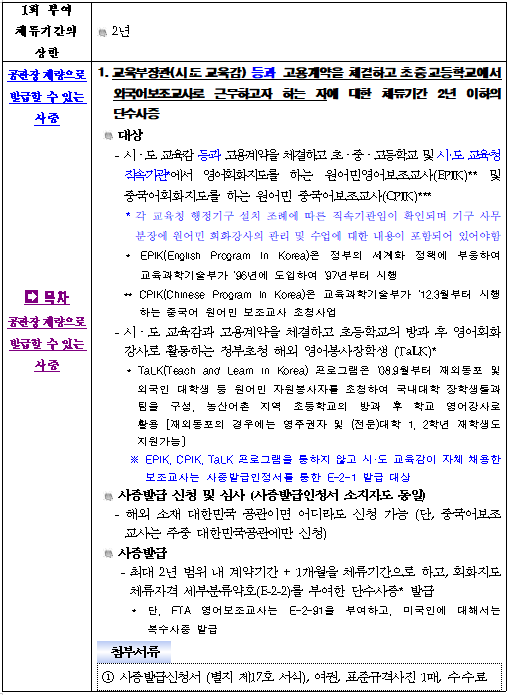 1회 부여
체류기간의
상한
2년
공관장 재량으로
발급할 수 있는
사증
➡ 목차
공관장 재량으로
발급할 수 있는
사증
1. 교육부장관(시·도 교육감) 등과 고용계약을 체결하고 초중고등학교에서
외국어보조교사로 근무하고자 하는 자에 대한 체류기간 2년 이하의
단수사증
대상
- 시·도 교육감 등과 고용계약을 체결하고 초·중·고등학교 및 시·도 교육청
직속기관*에서 영어회화지도를 하는 원어민영어보조교사(EPIK)** 및
중국어회화지도를 하는 원어민 중국어보조교사(CPIK)***
* 각 교육청 행정기구 설치 조례에 따른 직속기관임이 확인되며 기구 사무
분장에 원어민 회화강사의 관리 및 수업에 대한 내용이 포함되어 있어야함
* EPIK(English Program In Korea)은 정부의 세계화 정책에 부응하여
교육과학기술부가 '96년에 도입하여 '97년부터 시행
** CPIK(Chinese Program In Korea)은 교육과학기술부가 '12.3월부터 시행
하는 중국어 원어민 보조교사 초청사업
- 시·도 교육감과 고용계약을 체결하고 초등학교의 방과 후 영어회화
강사로 활동하는 정부초청 해외 영어봉사장학생 (TaLK)*
* TaLK(Teach and Learn in Korea) 프로그램은 '08.9월부터 재외동포 및
외국인 대학생 등 원어민 자원봉사자를 초청하여 국내대학 장학생들과
팀을 구성, 농산어촌 지역 초등학교의 방과 후 학교 영어강사로
활용 [재외동포의 경우에는 영주권자 및 (전문)대학 1, 2학년 재학생도
지원가능]
※ EPIK, CPIK, TaLK 프로그램을 통하지 않고 시·도 교육감이 자체 채용한
보조교사는 사증발급인정서를 통한 E-2-1 발급 대상
사증발급 신청 및 심사 (사증발급인정서 소지자도 동일)
- 해외 소재 대한민국 공관이면 어디라도 신청 가능 (단, 중국어보조
교사는 주중 대한민국공관에만 신청)
사증발급
- 최대 2년 범위 내 계약기간 + 1개월을 체류기간으로 하고, 회화지도
체류자격 세부분류약호(E-2-2)를 부여한 단수사증* 발급
* 단, FTA 영어보조교사는 E-2-91을 부여하고, 미국인에 대해서는
복수사증 발급
첨부서류
① 사증발급신청서 (별지 제17호 서식), 여권, 표준규격사진 1매, 수수료